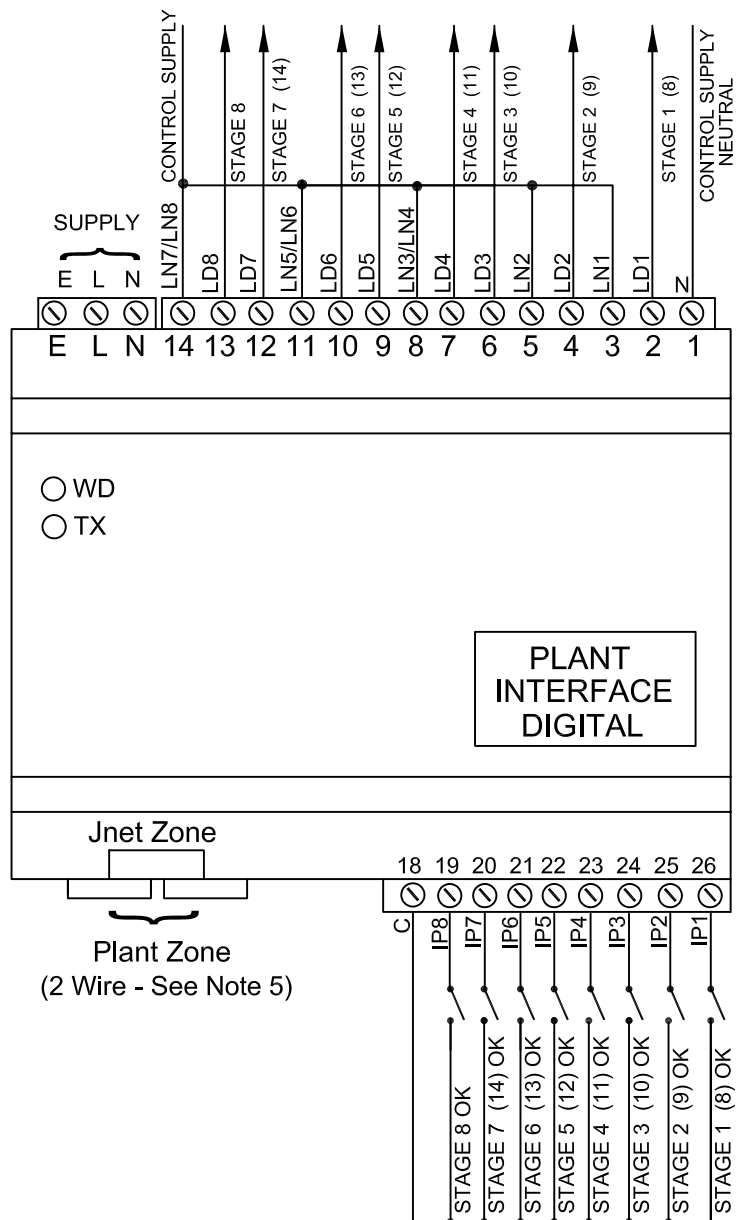 CONTROL SUPPLY
STAGE 8
STAGE 7 (14)
STAGE 6 (13)
STAGE 5 (12)
STAGE 4 (11)
STAGE 3 (10)
STAGE 2 (9)
STAGE 1 (8)
CONTROL SUPPLY
NEUTRAL
SUPPLY
E L N
LN7/LN8
LD8
LD7
LN5/LN6
LD6
LD5
LN3/LN4
LD4
LD3
LN2
LD2
LN1
LD1
N
E L N 14 13 12 11 10 9 8 7 6 5 4 3 2 1
WD
TX
PLANT
INTERFACE
DIGITAL
Jnet Zone
18 19 20 21 22 23 24 25 26
Plant Zone
(2 Wire - See Note 5)
C
IP8
IP7
IP6
IP5
IP4
IP3
IP2
IP1
STAGE 8 OK
STAGE 7 (14) OK
STAGE 6 (13) OK
STAGE 5 (12) OK
STAGE 4 (11) OK
STAGE 3 (10) OK
STAGE 2 (9) OK
STAGE 1 (8) OK